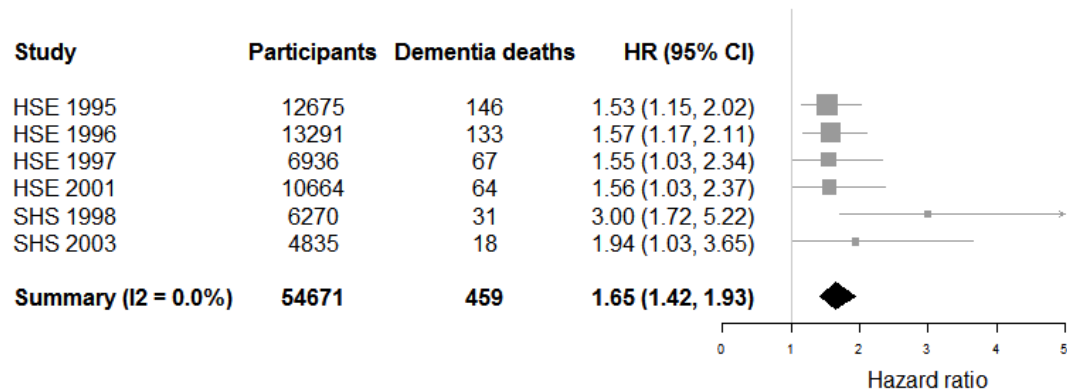 Study Participants Dementia deaths HR (95% CI)
HSE 1995 12675 146 1.53 (1.15, 2.02)
HSE 1996 13291 133 1.57 (1.17, 2.11)
HSE 1997 6936 67 1.55 (1.03, 2.34)
HSE 2001 10664 64 1.56 (1.03, 2.37)
SHS 1998 6270 31 3.00 (1.72, 5.22)
SHS 2003 4835 18 1.94 (1.03, 3.65)
Summary (I2 = 0.0%) 54671 459 1.65 (1.42, 1.93)
0 1 2 3 4 5
Hazard ratio